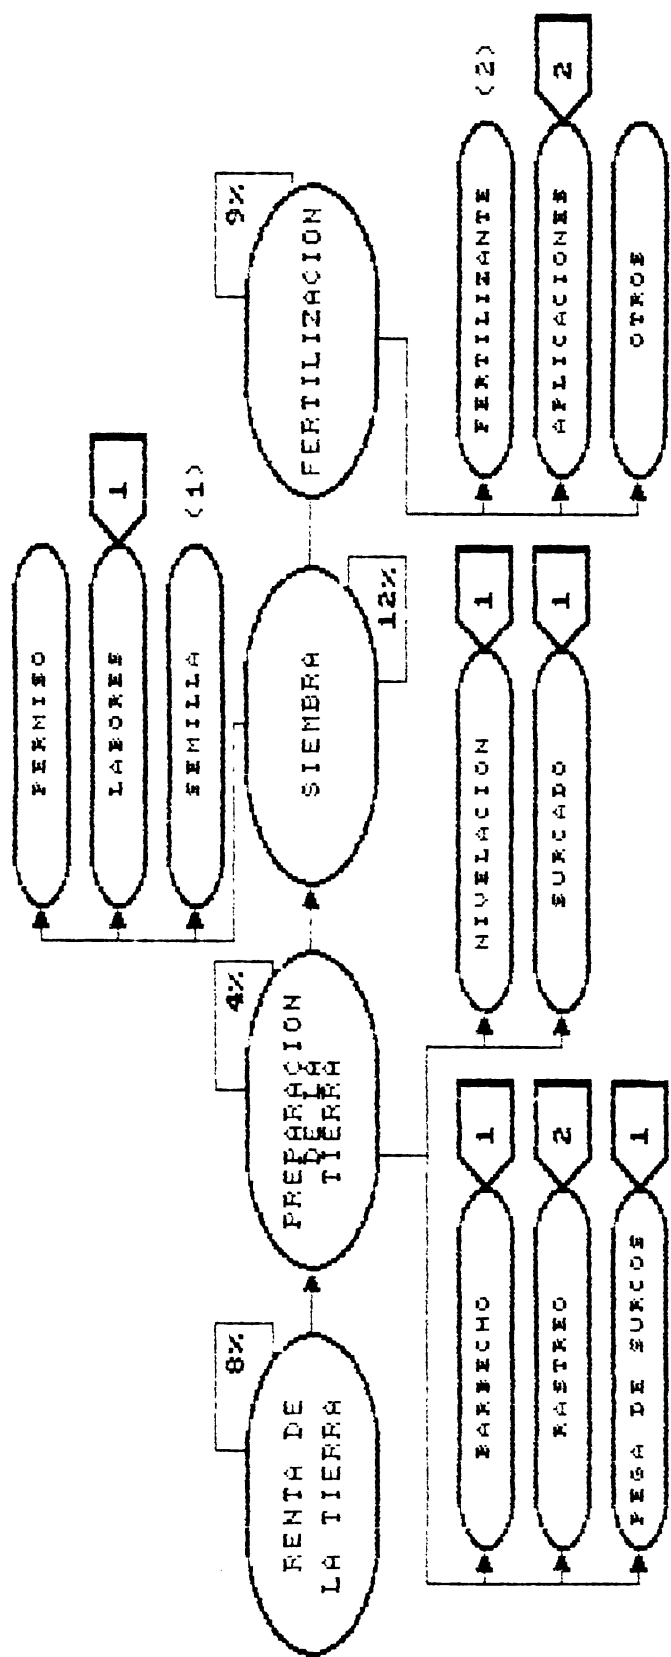 PERMISO
LABORES 1
SEMILLA (1)
8%
4%
9%
RENTA DE
LA TIERRA
PREPARACION
DE LA
TIERRA
SIEMBRA
FERTILIZACION
12%
BARBECHO 1
RASTREO 2
PEGA DE SURCOS 1
NIVELACION 1
SURCADO 1
FERTILIZANTE (2)
APLICACIONES 2
OTROS